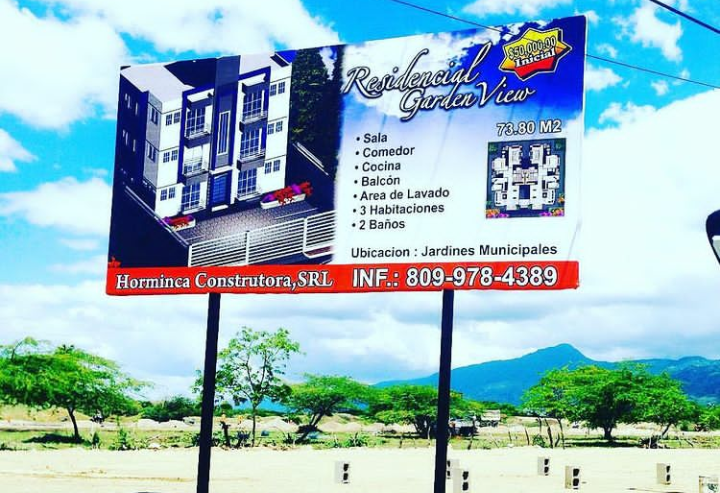 Residencial
Garden View
$50,000.00
Inicial
73.80 M2
• Sala
• Comedor
• Cocina
• Balcón
• Area de Lavado
• 3 Habitaciones
• 2 Baños
Ubicacion : Jardines Municipales
Horminca Construtora,SRL INF.: 809-978-4389